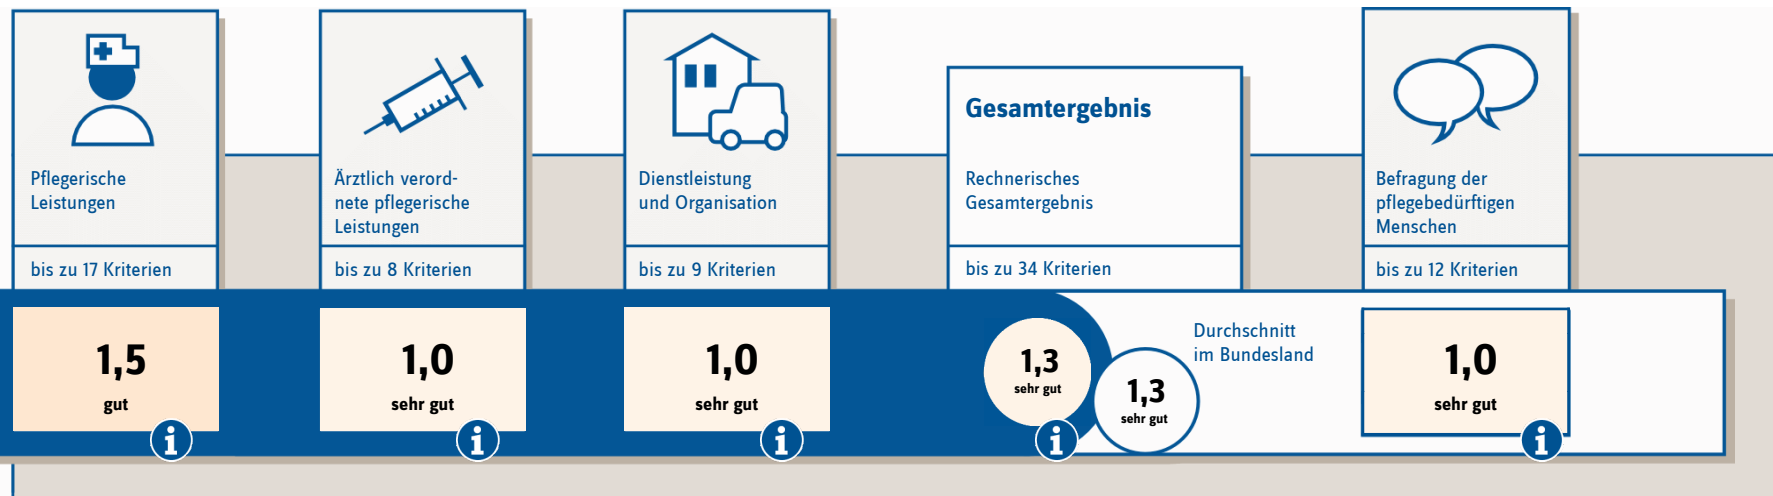 Pflegerische
Leistungen
bis zu 17 Kriterien
1,5
gut
Ärztlich verord-
nete pflegerische
Leistungen
bis zu 8 Kriterien
1,0
sehr gut
Dienstleistung
und Organisation
bis zu 9 Kriterien
1,0
sehr gut
Gesamtergebnis
Rechnerisches
Gesamtergebnis
bis zu 34 Kriterien
1,3
sehr gut
Durchschnitt
im Bundesland
1,3
sehr gut
Befragung der
pflegebedürftigen
Menschen
bis zu 12 Kriterien
1,0
sehr gut